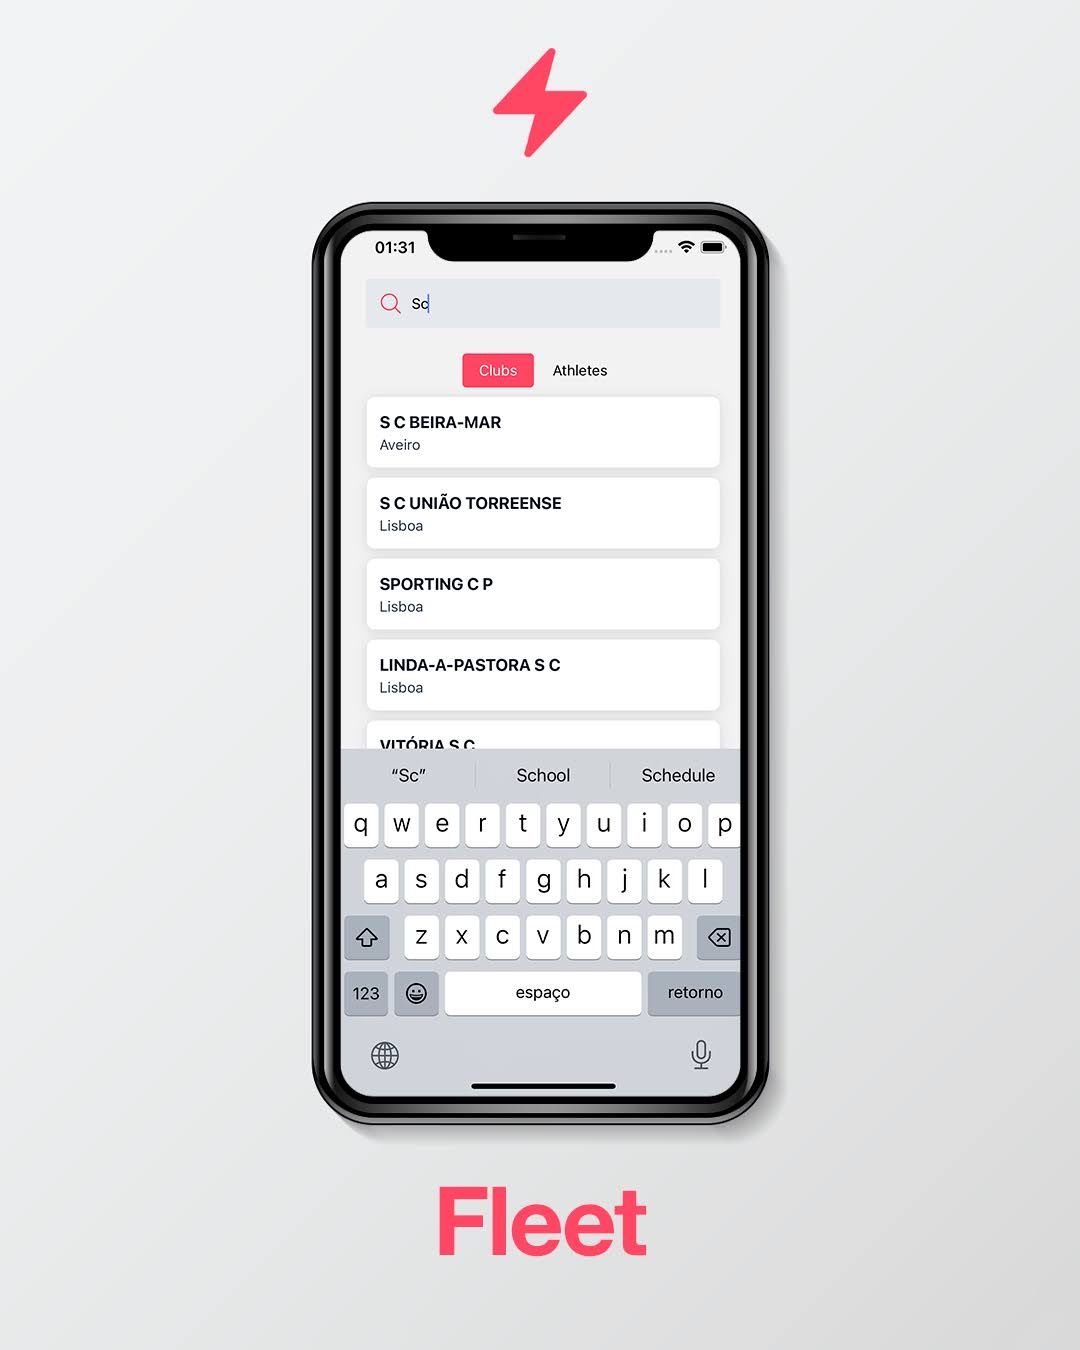 01:31
Sc
Clubs Athletes
S C BEIRA-MAR
Aveiro
S C UNIÃO TORREENSE
Lisboa
SPORTING C P
Lisboa
LINDA-A-PASTORA S C
Lisboa
VITÓRIA S C
“Sc” School Schedule
q w e r t y u i o p
a s d f g h j k l
z x c v b n m
123 espaço retorno
Fleet